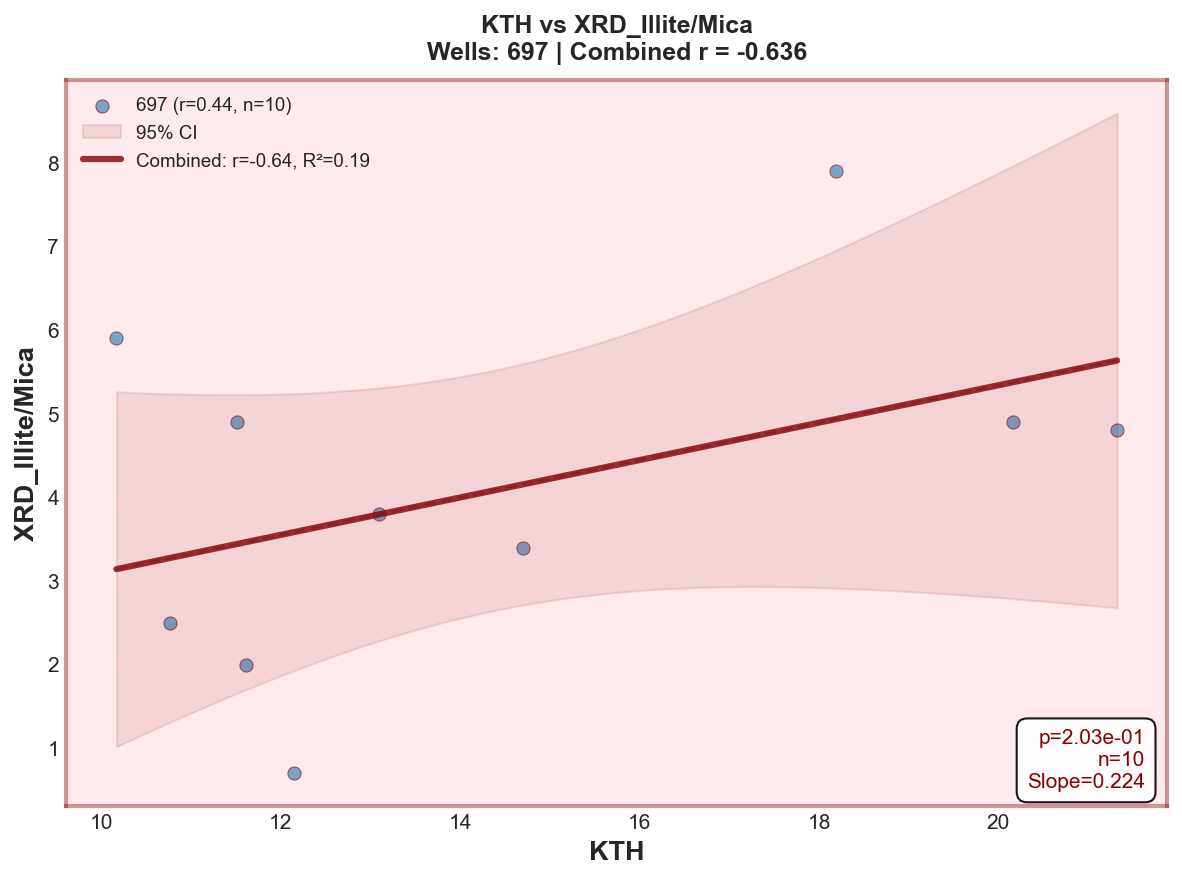 KTH vs XRD_Illite/Mica
Wells: 697 | Combined r = -0.636
697 (r=0.44, n=10)
95% CI
Combined: r=-0.64, R²=0.19
8
7
6
5
4
3
2
1
XRD_Illite/Mica
p=2.03e-01
n=10
Slope=0.224
10 12 14 16 18 20
KTH